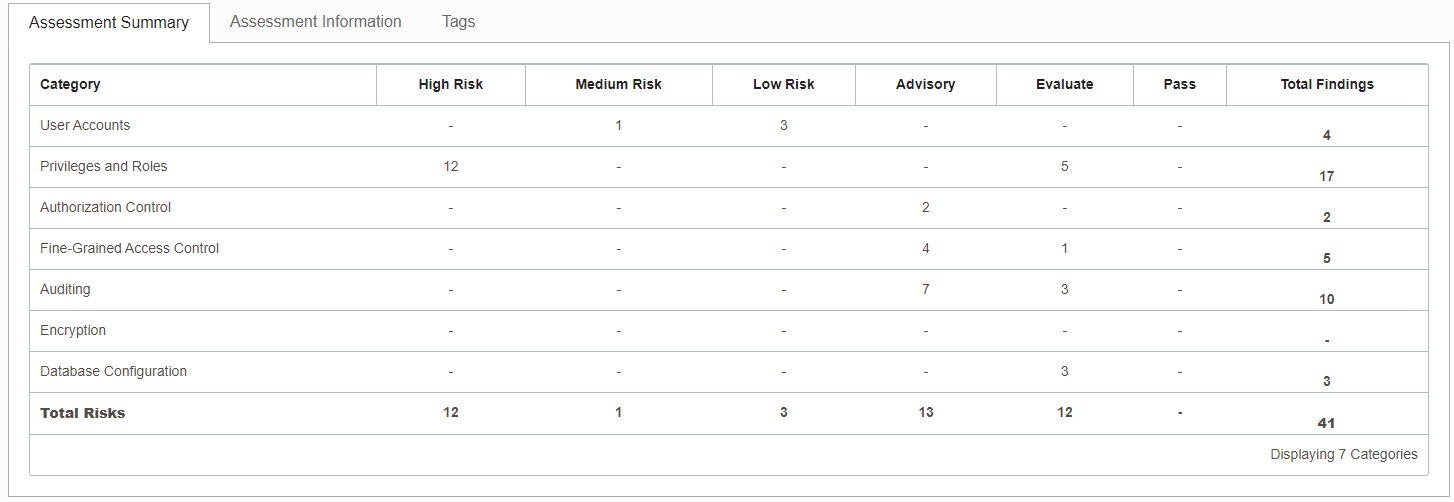 Assessment Summary Assessment Information Tags
Category High Risk Medium Risk Low Risk Advisory Evaluate Pass Total Findings
User Accounts - 1 3 - - - 4
Privileges and Roles 12 - - - 5 - 17
Authorization Control - - - 2 - - 2
Fine-Grained Access Control - - - 4 1 - 5
Auditing - - - 7 3 - 10
Encryption - - - - - - -
Database Configuration - - - - 3 - 3
Total Risks 12 1 3 13 12 - 41
Displaying 7 Categories